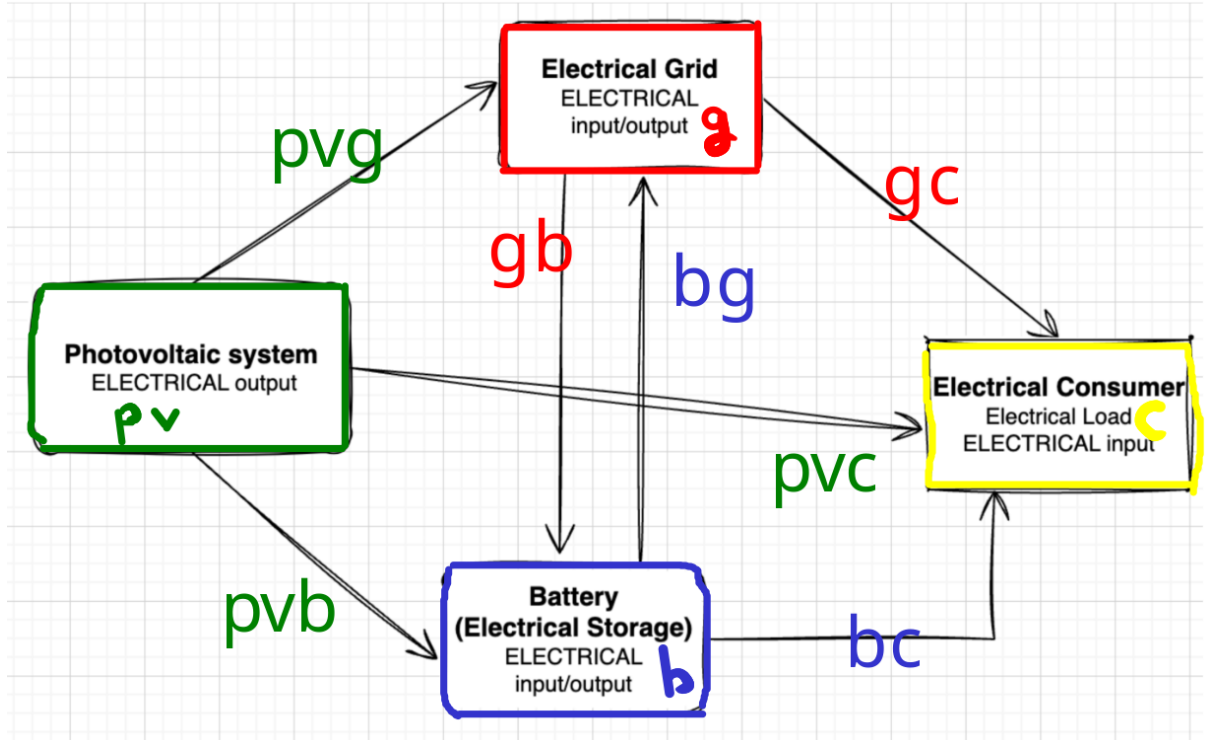 Electrical Grid
ELECTRICAL
input/output
g
pvg
gc
gb
bg
Photovoltaic system
ELECTRICAL output
pv
Electrical Consumer
Electrical Load
ELECTRICAL input
c
pvc
pvb
Battery
(Electrical Storage)
ELECTRICAL
input/output
b
bc